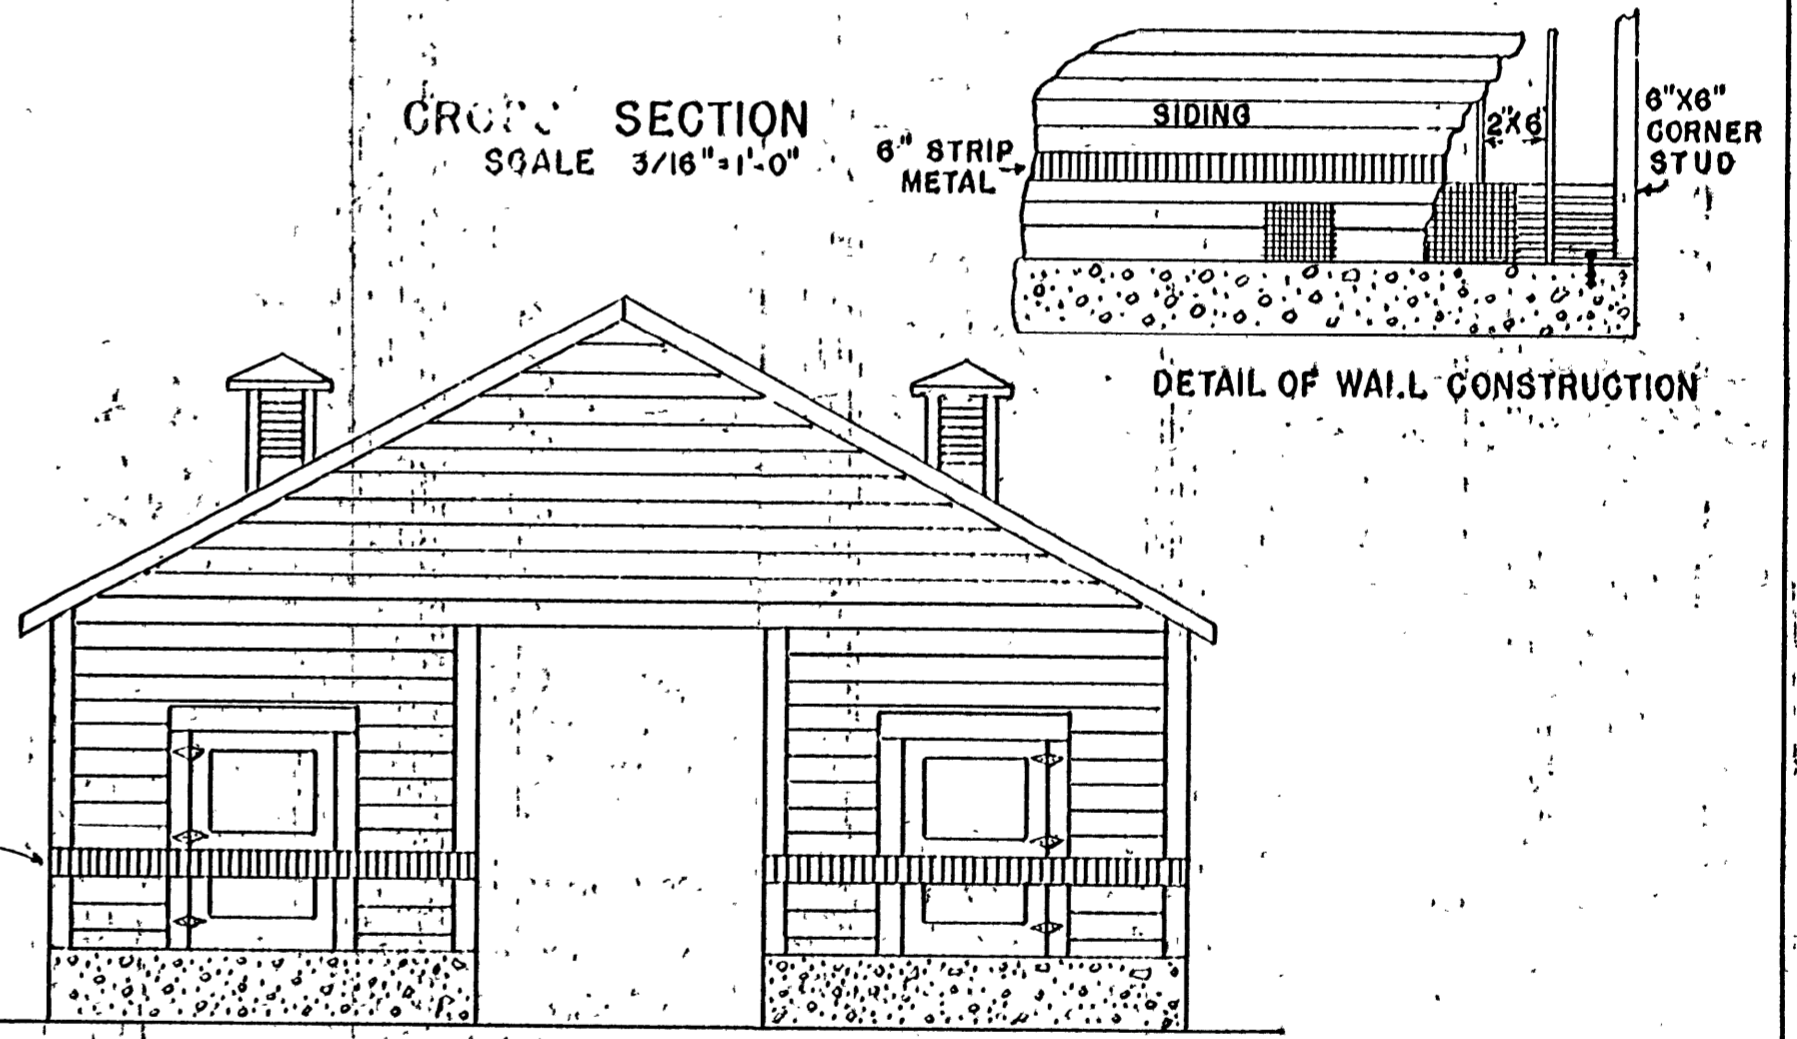 SECTION
SCALE 3/16"=1'-0"
6" STRIP
METAL
SIDING
2"X6"
6"X6"
CORNER
STUD
DETAIL OF WALL CONSTRUCTION